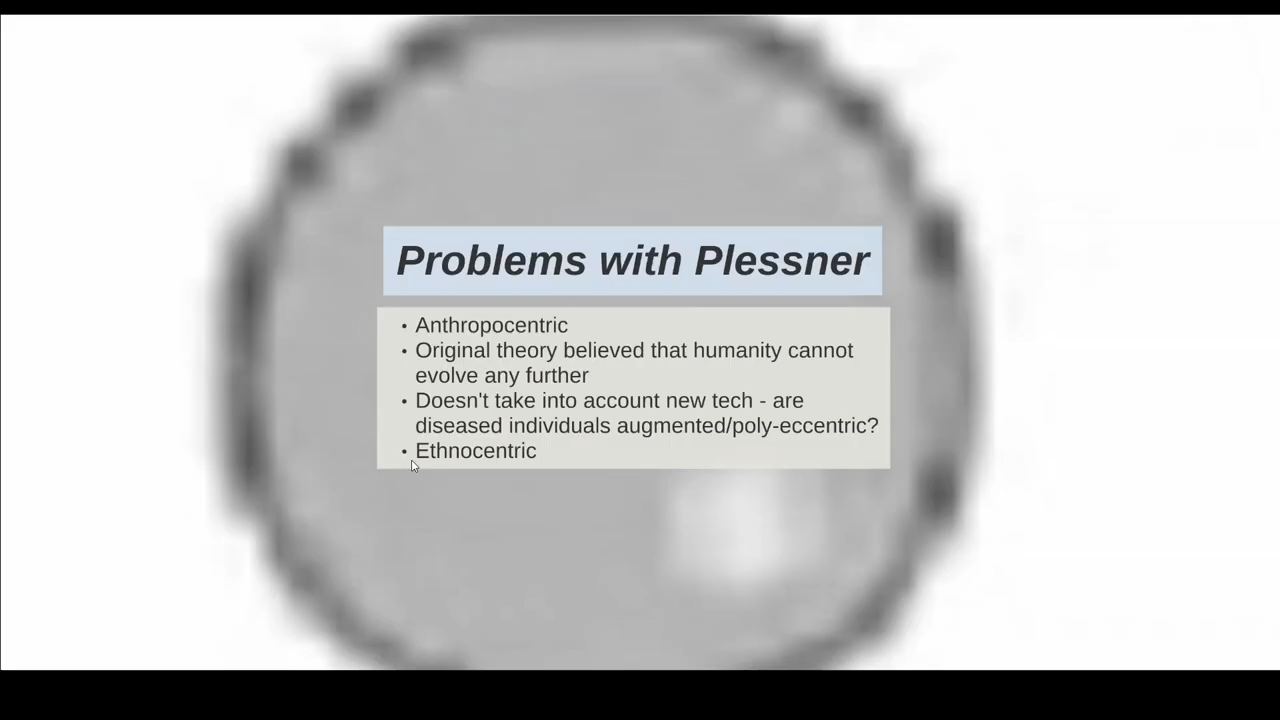 Problems with Plessner
• Anthropocentric
• Original theory believed that humanity cannot
evolve any further
• Doesn't take into account new tech - are
diseased individuals augmented/poly-eccentric?
• Ethnocentric